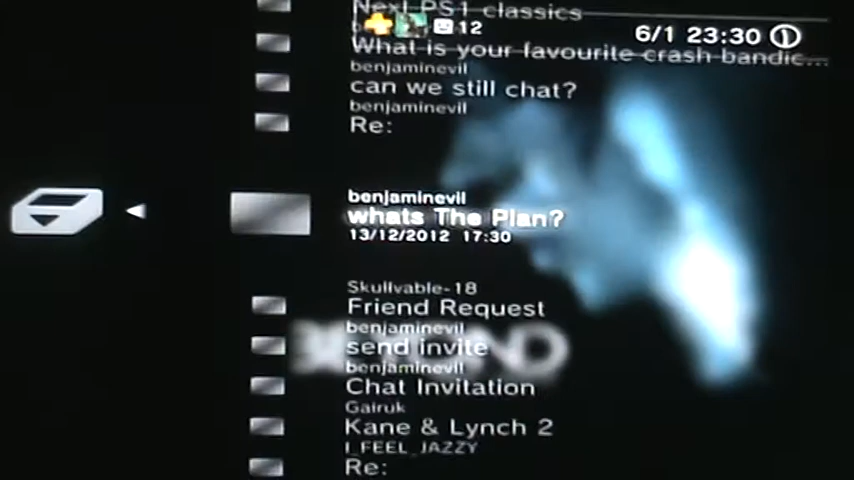 Next PS1 classics
12
6/1 23:30
What is your favourite crash bandic...
benjaminevil
can we still chat?
benjaminevil
Re:
benjaminevil
whats The Plan?
13/12/2012 17:30
Skullvable-18
Friend Request
benjaminevil
send invite
benjaminevil
Chat Invitation
Gairuk
Kane & Lynch 2
I_FEEL_JAZZY
Re: